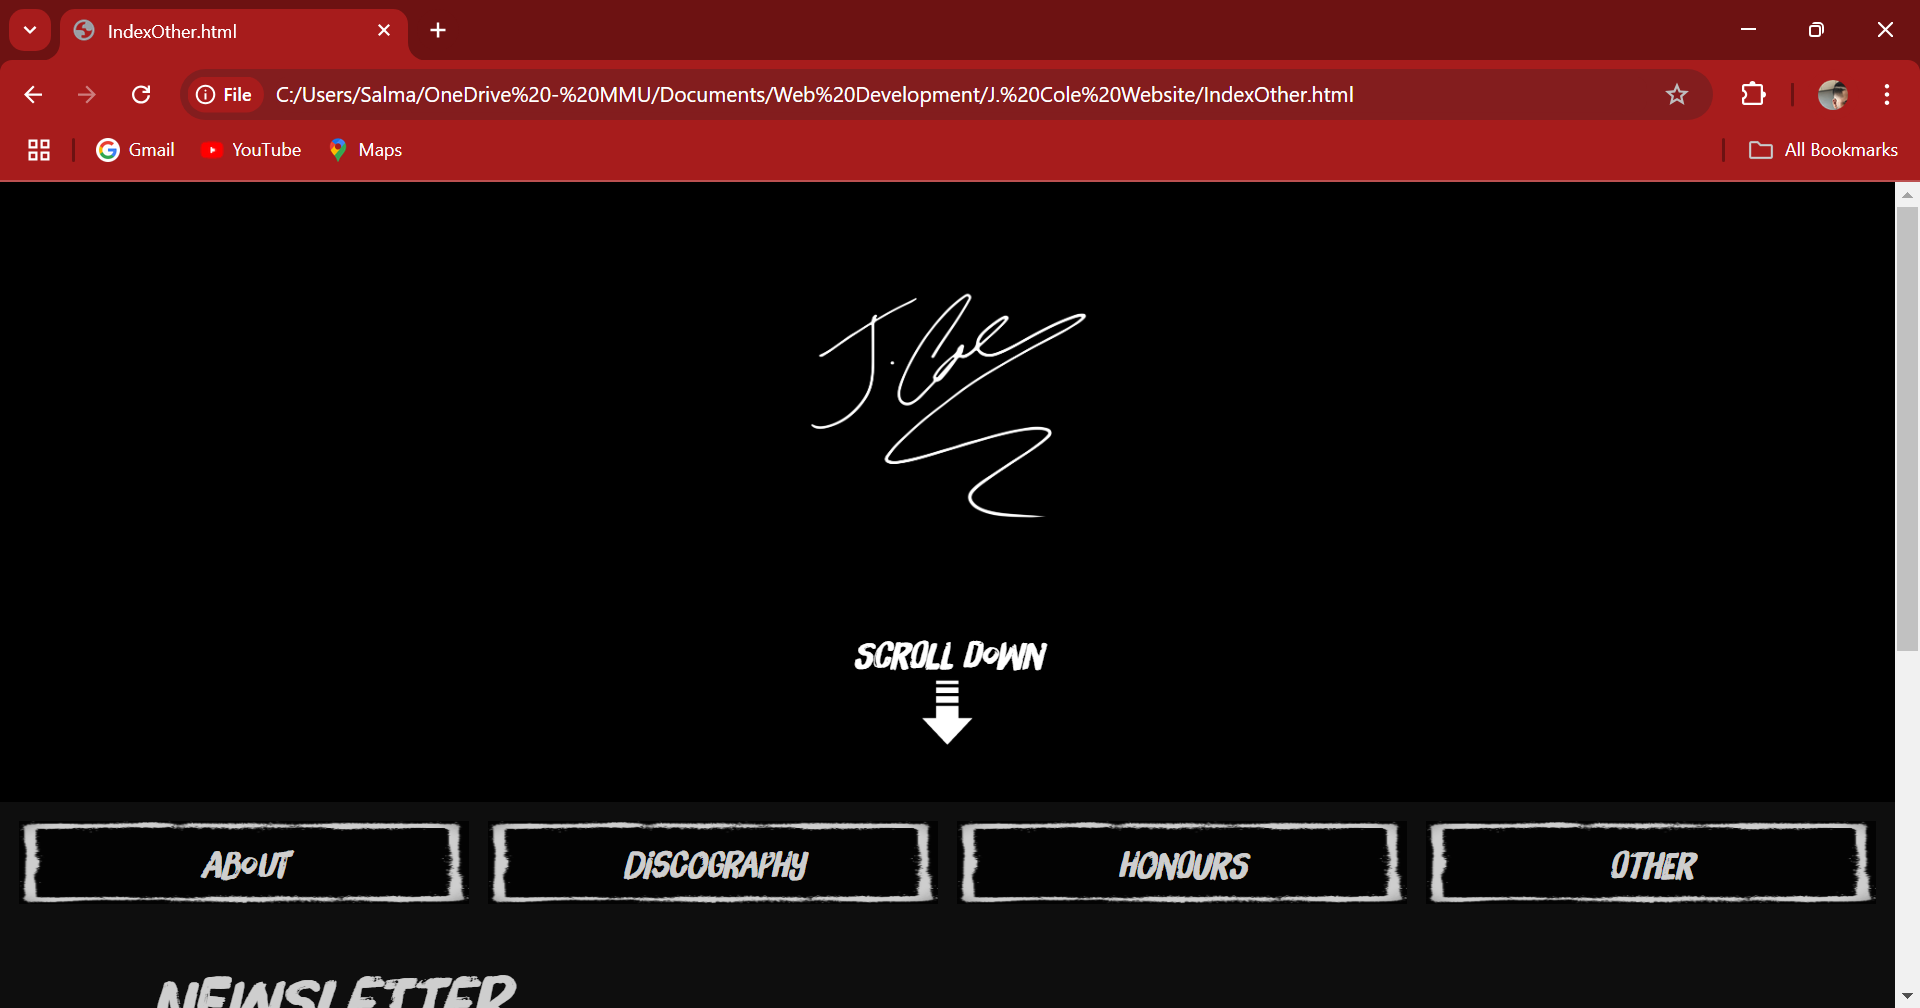 IndexOther.html
File
C:/Users/Salma/OneDrive%20-%20MMU/Documents/Web%20Development/J.%20Cole%20Website/IndexOther.html
Gmail
YouTube
Maps
All Bookmarks
J. Cole
SCROLL DOWN
ABOUT
DISCOGRAPHY
HONOURS
OTHER
NEWSLETTER